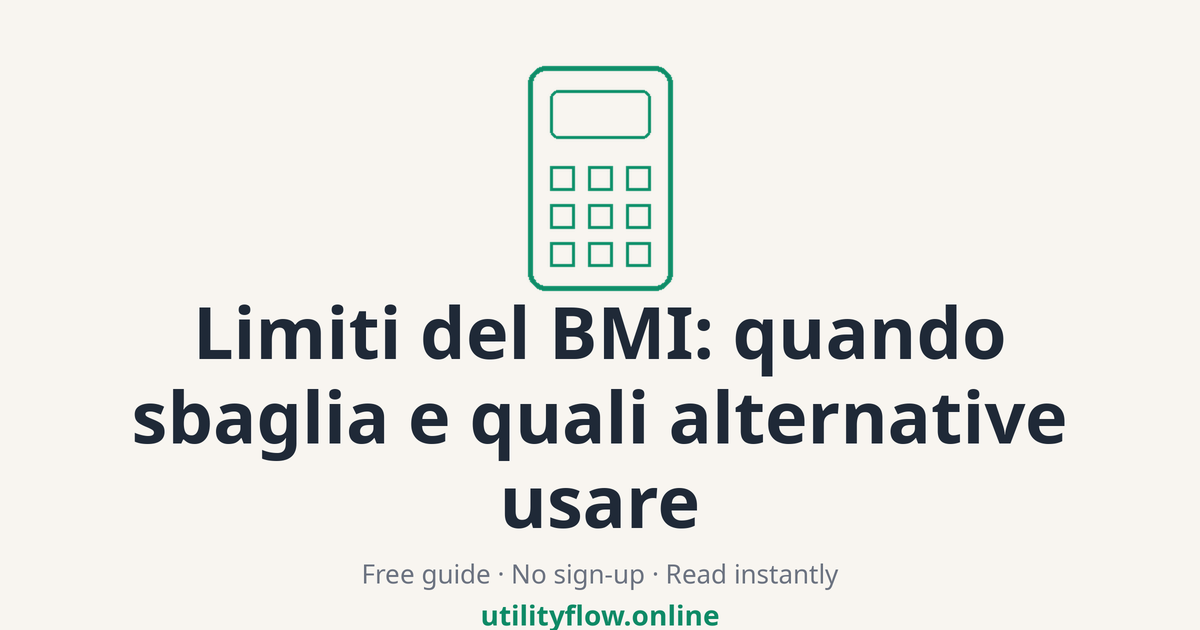 Limiti del BMI: quando
sbaglia e quali alternative
usare
Free guide · No sign-up · Read instantly
utilityflow.online